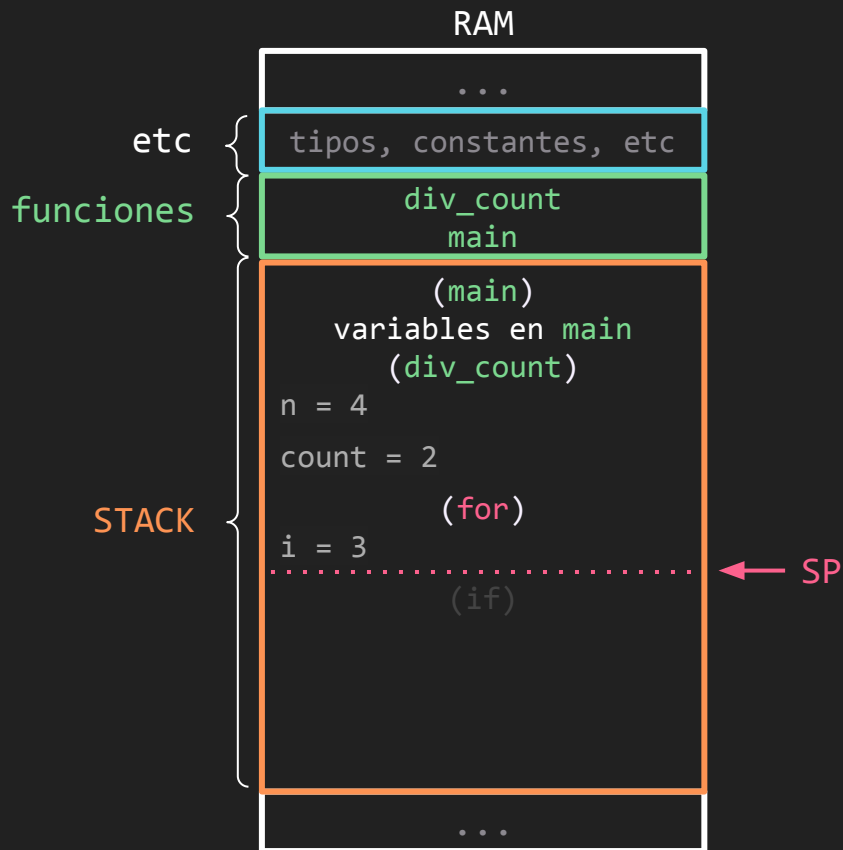 RAM
...
etc
tipos, constantes, etc
funciones
div_count
main
(main)
variables en main
(div_count)
n = 4
count = 2
(for)
STACK
i = 3
SP
(if)
...